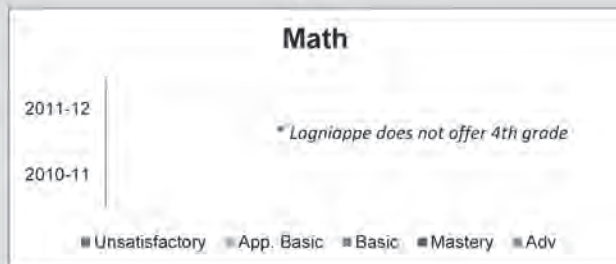 Math
2011-12
* Lagniappe does not offer 4th grade
2010-11
Unsatisfactory App. Basic Basic Mastery Adv